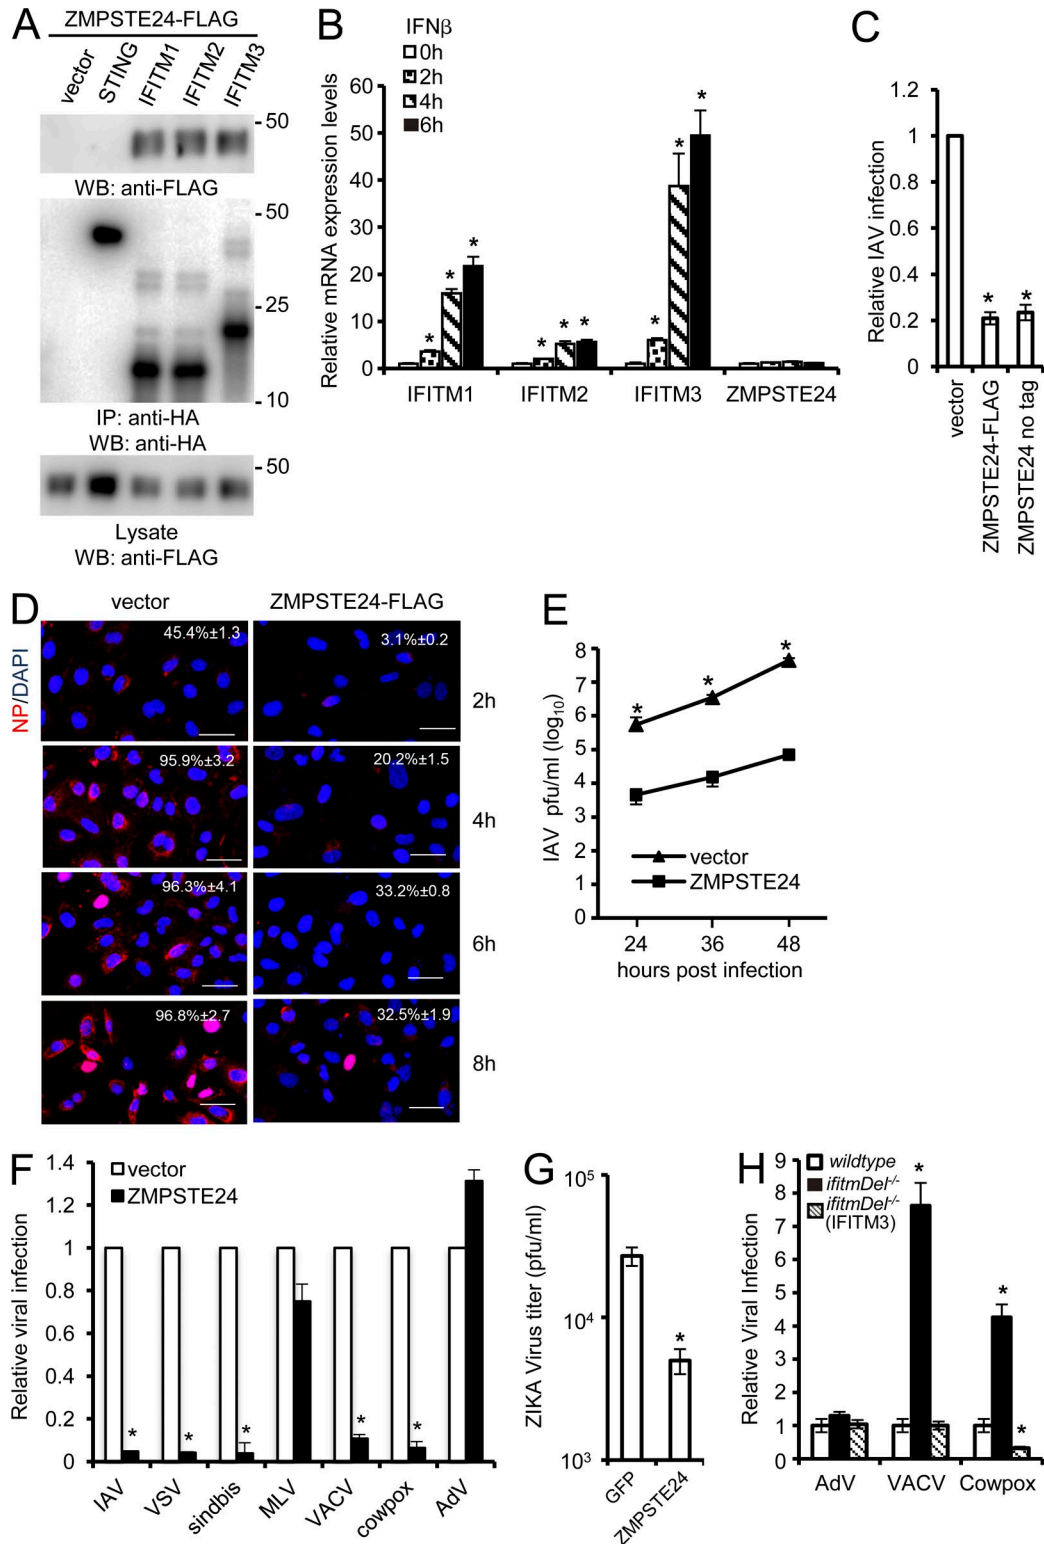 A
ZMPSTE24-FLAG
vector
STING
IFITM1
IFITM2
IFITM3
- 50
WB: anti-FLAG
- 50
- 25
- 10
IP: anti-HA
WB: anti-HA
- 50
Lysate
WB: anti-FLAG
B
IFNβ
0h
2h
4h
6h
Relative mRNA expression levels
60
50
40
30
20
10
0
* * *
* * *
* * *
IFITM1
IFITM2
IFITM3
ZMPSTE24
C
Relative IAV infection
1.2
1
0.8
0.6
0.4
0.2
0
* *
vector
ZMPSTE24-FLAG
ZMPSTE24 no tag
D
vector
ZMPSTE24-FLAG
NP/DAPI
45.4%±1.3
3.1%±0.2
2h
95.9%±3.2
20.2%±1.5
4h
96.3%±4.1
33.2%±0.8
6h
96.8%±2.7
32.5%±1.9
8h
E
IAV pfu/ml (log10)
8
7
6
5
4
3
2
1
0
* * *
vector
ZMPSTE24
24
36
48
hours post infection
F
vector
ZMPSTE24
Relative viral infection
1.4
1.2
1
0.8
0.6
0.4
0.2
0
* * * * *
IAV
VSV
sindbis
MLV
VACV
cowpox
AdV
G
ZIKA Virus titer (pfu/ml)
10⁵
10⁴
10³
*
GFP
ZMPSTE24
H
wildtype
ifitmDel-/-
ifitmDel-/-
(IFITM3)
Relative Viral Infection
9
8
7
6
5
4
3
2
1
0
* * *
AdV
VACV
Cowpox